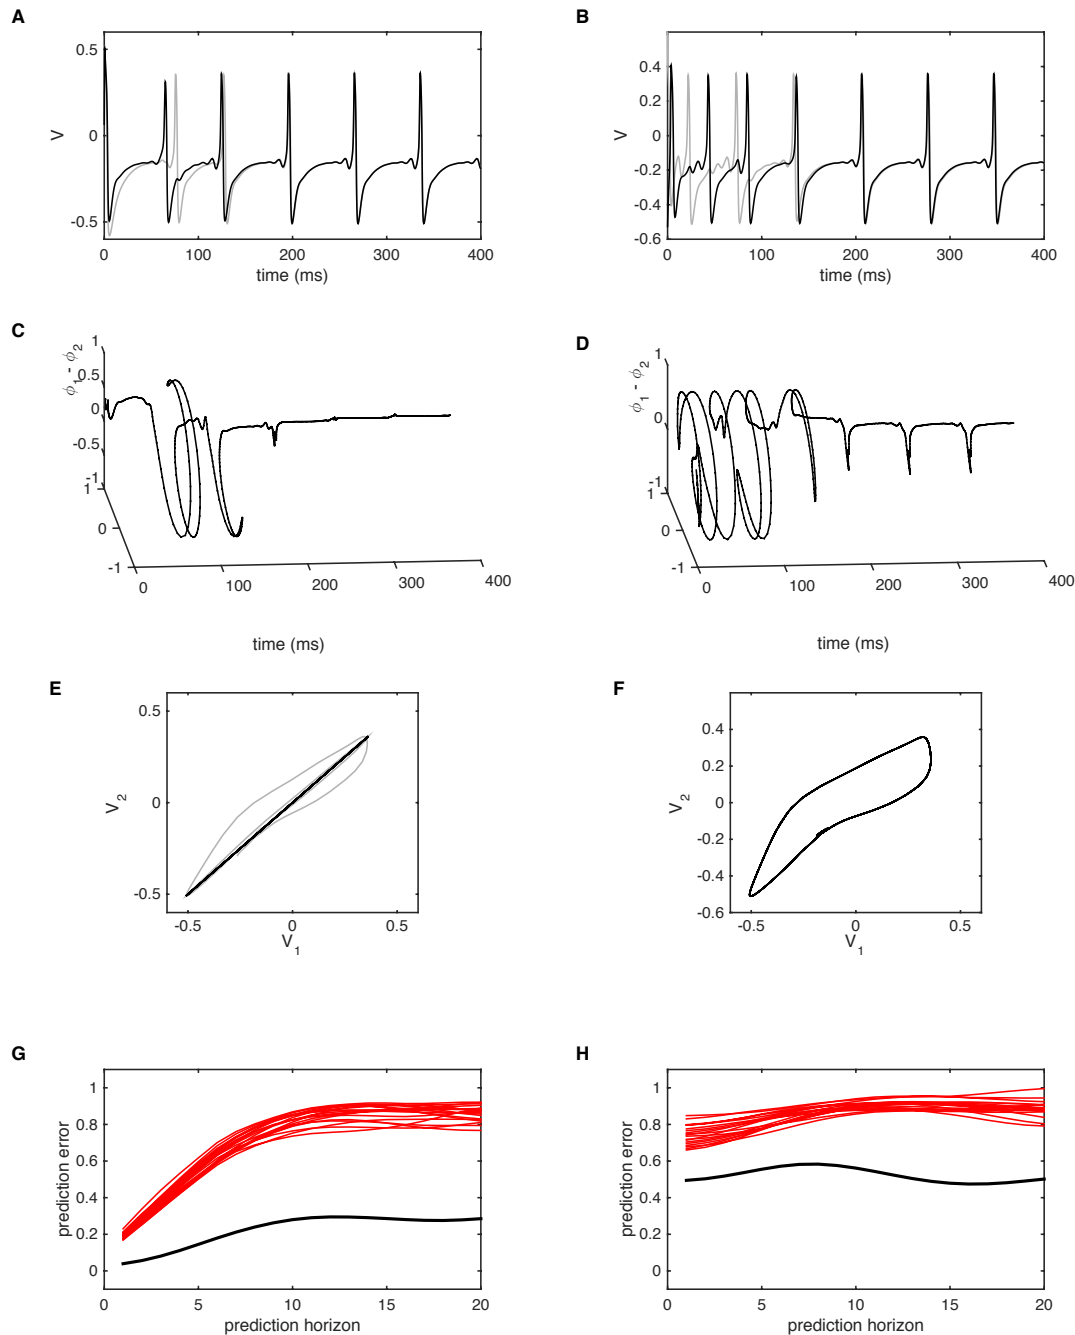 A
0.5
0
-0.5
V
0 100 200 300 400
time (ms)
B
0.4
0.2
0
-0.2
-0.4
-0.6
V
0 100 200 300 400
time (ms)
C
1
0.5
0
-0.5
-1
ϕ1 - ϕ2
1
0
-1
0 100 200 300 400
time (ms)
D
1
0
-1
ϕ1 - ϕ2
1
0
-1
0 100 200 300 400
time (ms)
E
0.5
0
-0.5
V2
-0.5 0 0.5
V1
F
0.4
0.2
0
-0.2
-0.4
-0.6
V2
-0.5 0 0.5
V1
G
1
0.8
0.6
0.4
0.2
0
prediction error
0 5 10 15 20
prediction horizon
H
1
0.8
0.6
0.4
0.2
0
prediction error
0 5 10 15 20
prediction horizon